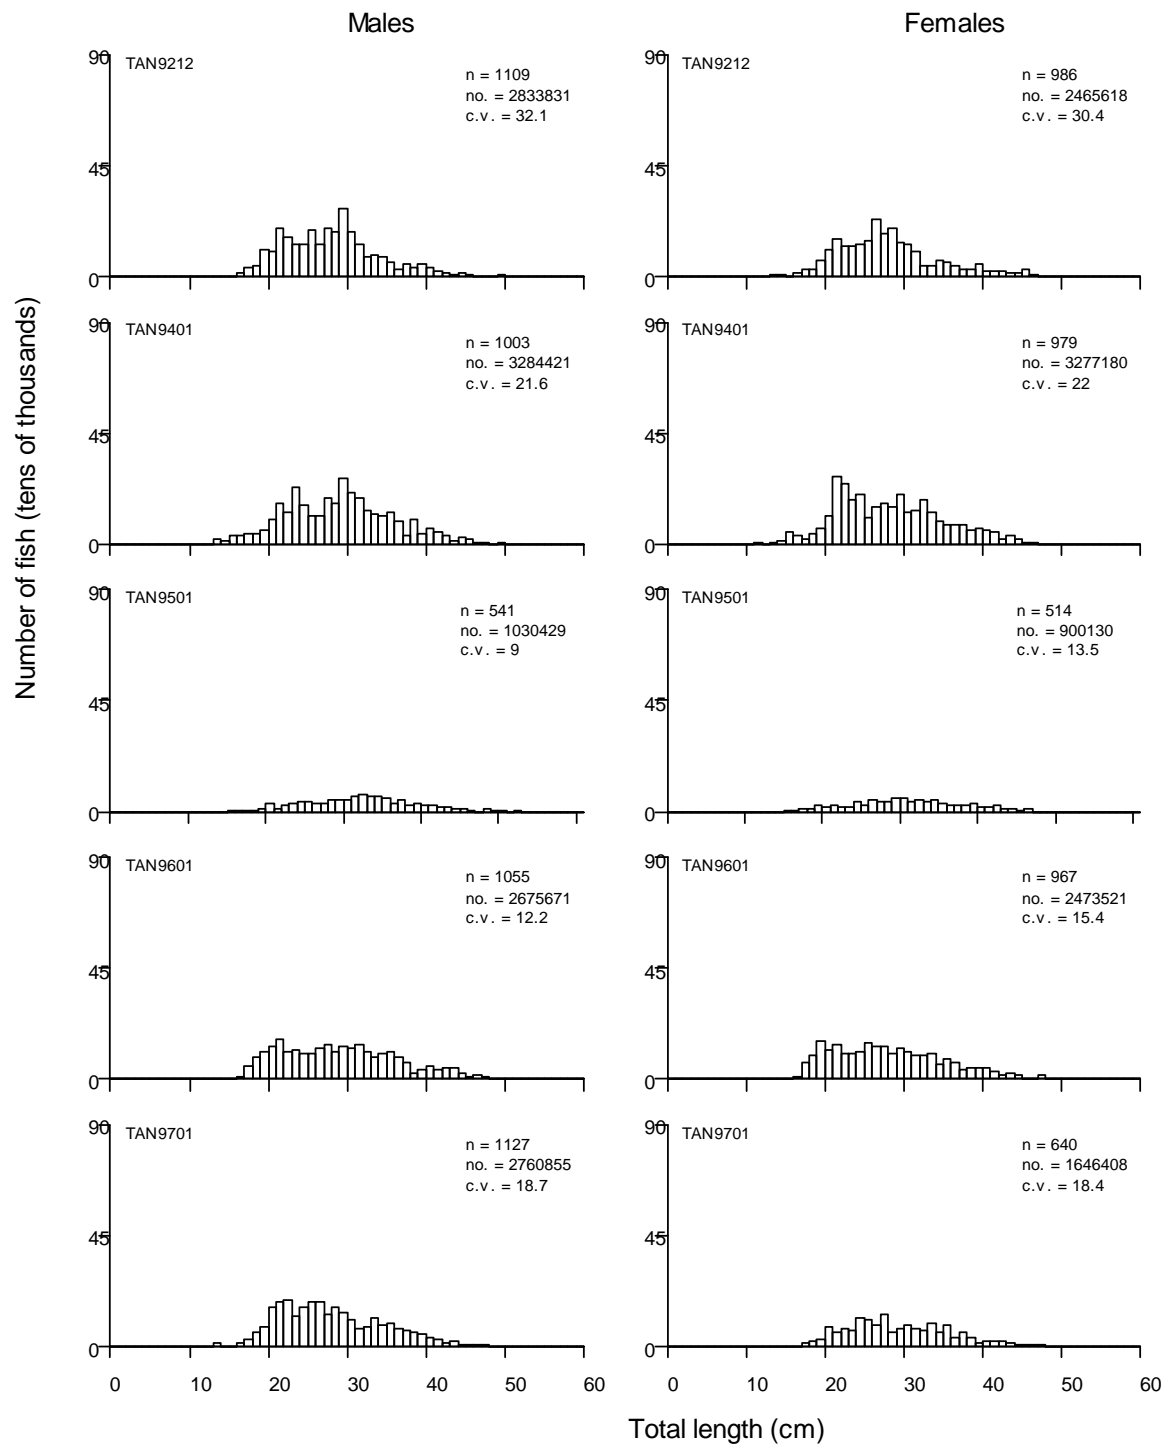 Males
Females
Number of fish (tens of thousands)
90
45
0
TAN9212
n = 1109
no. = 2833831
c.v. = 32.1
90
45
0
TAN9212
n = 986
no. = 2465618
c.v. = 30.4
90
45
0
TAN9401
n = 1003
no. = 3284421
c.v. = 21.6
90
45
0
TAN9401
n = 979
no. = 3277180
c.v. = 22
90
45
0
TAN9501
n = 541
no. = 1030429
c.v. = 9
90
45
0
TAN9501
n = 514
no. = 900130
c.v. = 13.5
90
45
0
TAN9601
n = 1055
no. = 2675671
c.v. = 12.2
90
45
0
TAN9601
n = 967
no. = 2473521
c.v. = 15.4
90
45
0
TAN9701
n = 1127
no. = 2760855
c.v. = 18.7
90
45
0
TAN9701
n = 640
no. = 1646408
c.v. = 18.4
0 10 20 30 40 50 60
0 10 20 30 40 50 60
Total length (cm)